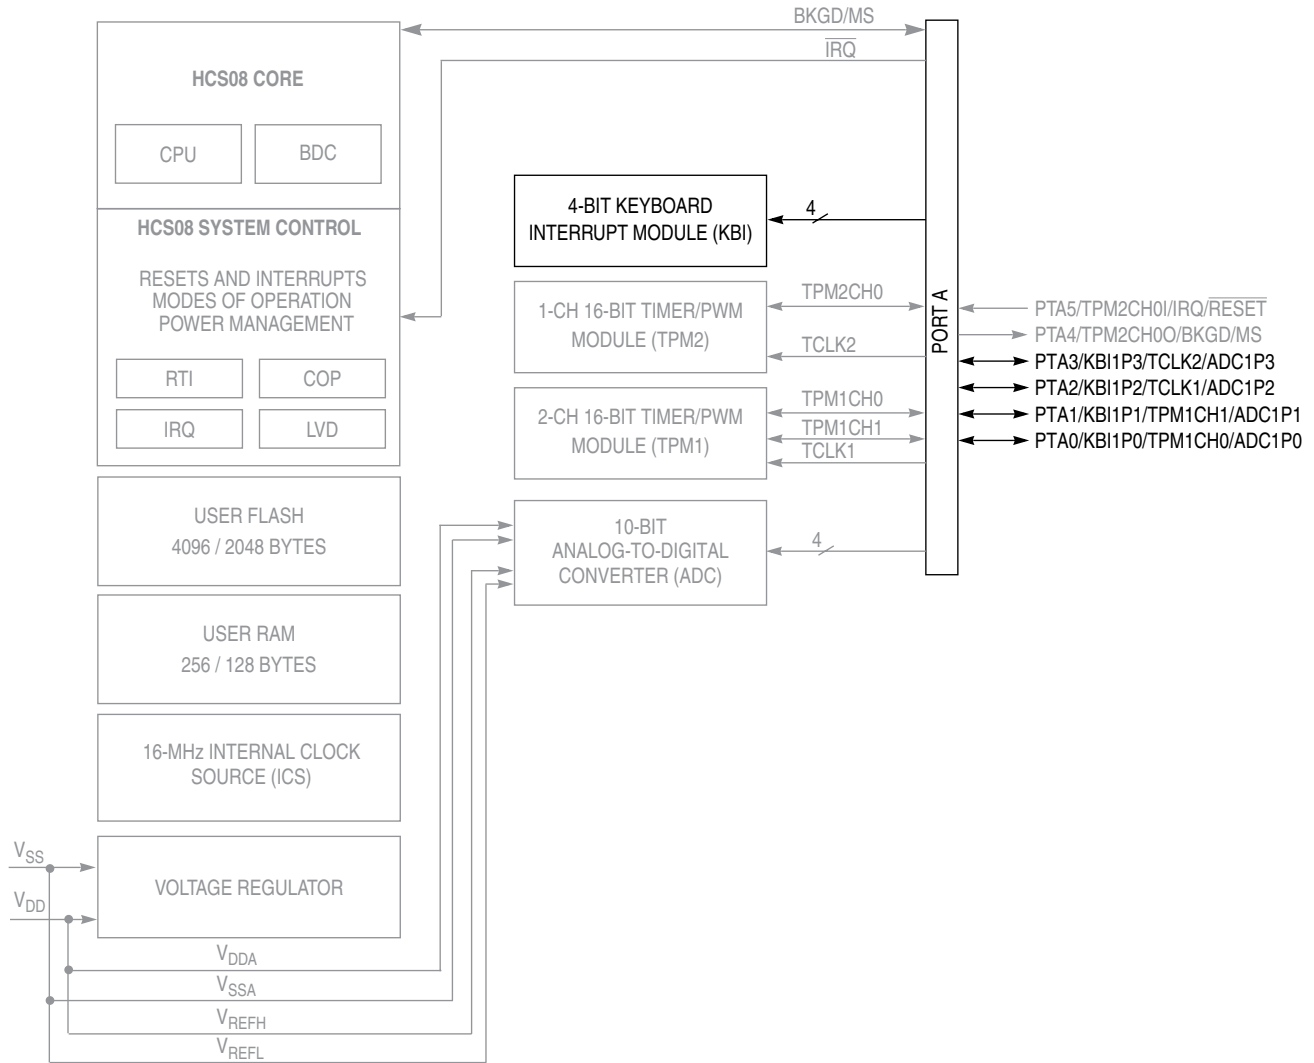 BKGD/MS
IRQ
HCS08 CORE
CPU
BDC
HCS08 SYSTEM CONTROL
RESETS AND INTERRUPTS
MODES OF OPERATION
POWER MANAGEMENT
RTI
COP
IRQ
LVD
USER FLASH
4096 / 2048 BYTES
USER RAM
256 / 128 BYTES
16-MHz INTERNAL CLOCK
SOURCE (ICS)
VOLTAGE REGULATOR
VSS
VDD
VDDA
VSSA
VREFH
VREFL
4-BIT KEYBOARD
INTERRUPT MODULE (KBI)
4
1-CH 16-BIT TIMER/PWM
MODULE (TPM2)
TPM2CH0
TCLK2
2-CH 16-BIT TIMER/PWM
MODULE (TPM1)
TPM1CH0
TPM1CH1
TCLK1
10-BIT
ANALOG-TO-DIGITAL
CONVERTER (ADC)
4
PORT A
PTA5/TPM2CH0I/IRQ/RESET
PTA4/TPM2CH0O/BKGD/MS
PTA3/KBI1P3/TCLK2/ADC1P3
PTA2/KBI1P2/TCLK1/ADC1P2
PTA1/KBI1P1/TPM1CH1/ADC1P1
PTA0/KBI1P0/TPM1CH0/ADC1P0